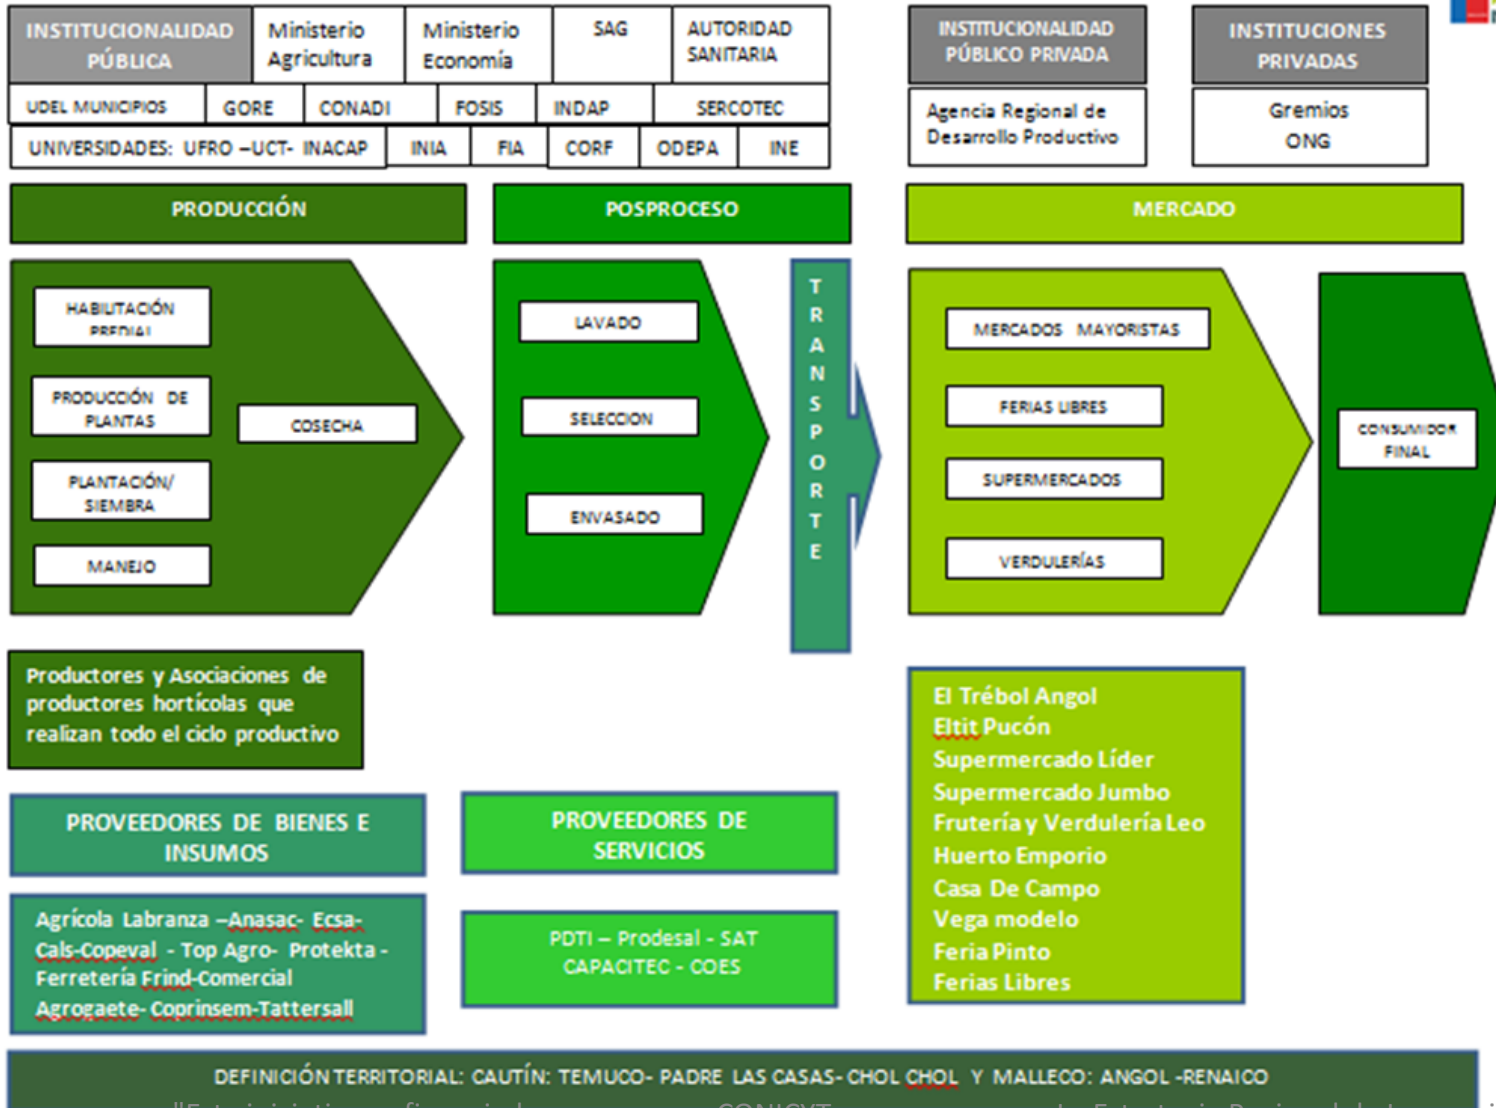 INSTITUCIONALIDAD
PÚBLICA
Ministerio
Agricultura
Ministerio
Economía
SAG
AUTORIDAD
SANITARIA
UDEL MUNICIPIOS
GORE
CONADI
FOSIS
INDAP
SERCOTEC
UNIVERSIDADES: UFRO –UCT- INACAP
INIA
FIA
CORF
ODEPA
INE
INSTITUCIONALIDAD
PÚBLICO PRIVADA
Agencia Regional de
Desarrollo Productivo
INSTITUCIONES
PRIVADAS
Gremios
ONG
PRODUCCIÓN
POSPROCESO
MERCADO
HABILITACIÓN
PREDIAL
PRODUCCIÓN DE
PLANTAS
PLANTACIÓN/
SIEMBRA
MANEJO
COSECHA
LAVADO
SELECCION
ENVASADO
TRANSPORTE
MERCADOS MAYORISTAS
FERIAS LIBRES
SUPERMERCADOS
VERDULERÍAS
CONSUMIDOR
FINAL
Productores y Asociaciones de
productores hortícolas que
realizan todo el ciclo productivo
PROVEEDORES DE BIENES E
INSUMOS
Agrícola Labranza –Anasac- Ecsa-
Cals-Copeval - Top Agro- Protekta -
Ferretería Frind-Comercial
Agrogaete- Coprinsem-Tattersall
PROVEEDORES DE
SERVICIOS
PDTI – Prodesal - SAT
CAPACITEC - COES
El Trébol Angol
Eltit Pucón
Supermercado Líder
Supermercado Jumbo
Frutería y Verdulería Leo
Huerto Emporio
Casa De Campo
Vega modelo
Feria Pinto
Ferias Libres
DEFINICIÓN TERRITORIAL: CAUTÍN: TEMUCO- PADRE LAS CASAS- CHOL CHOL Y MALLECO: ANGOL -RENAICO